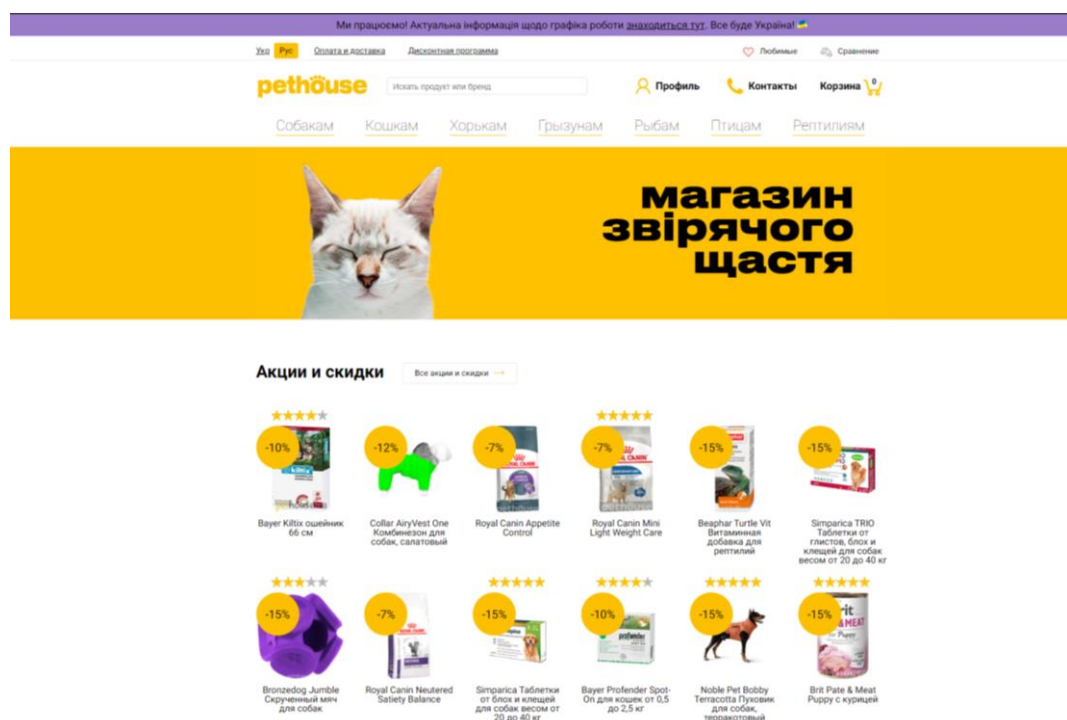 Ми працюємо! Актуальна інформація щодо графіка роботи знаходиться тут. Все буде Україна!
Укр Рус Оплата и доставка Дисконтная программа Любимые Сравнение
pethouse Искать продукт или бренд Профиль Контакты Корзина 0
Собакам Кошкам Хорькам Грызунам Рыбам Птицам Рептилиям
магазин
звірячого
щастя
Акции и скидки Все акции и скидки
-10% -12% -7% -7% -15% -15%
Bayer Kiltix ошейник
66 см
Collar AiryVest One
Комбинезон для
собак, салатовый
Royal Canin Appetite
Control
Royal Canin Mini
Light Weight Care
Beaphar Turtle Vit
Витаминная
добавка для
рептилий
Simparica TRIO
Таблетки от
глистов, блох и
клещей для собак
весом от 20 до 40 кг
-15% -7% -15% -10% -15% -15%
Bronzedog Jumble
Скрученный мяч
для собак
Royal Canin Neutered
Satiety Balance
Simparica Таблетки
от блох и клещей
для собак весом от
20 до 40 кг
Bayer Profender Spot-
On для кошек от 0,5
до 2,5 кг
Noble Pet Bobby
Terracotta Пуховик
для собак,
терракотовый
Brit Pate & Meat
Puppy с курицей